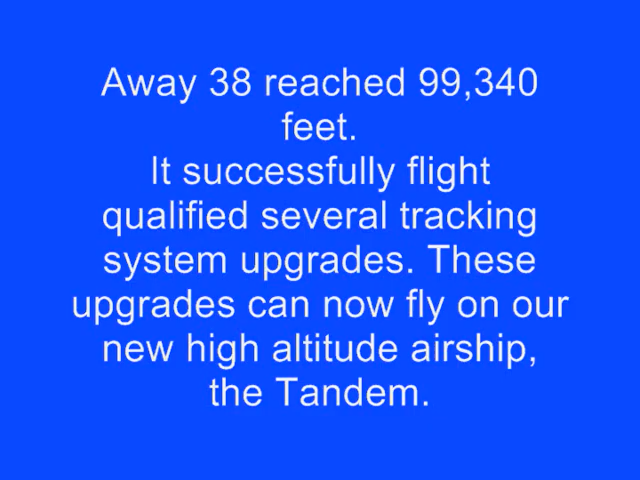 Away 38 reached 99,340
feet.
It successfully flight
qualified several tracking
system upgrades. These
upgrades can now fly on our
new high altitude airship,
the Tandem.